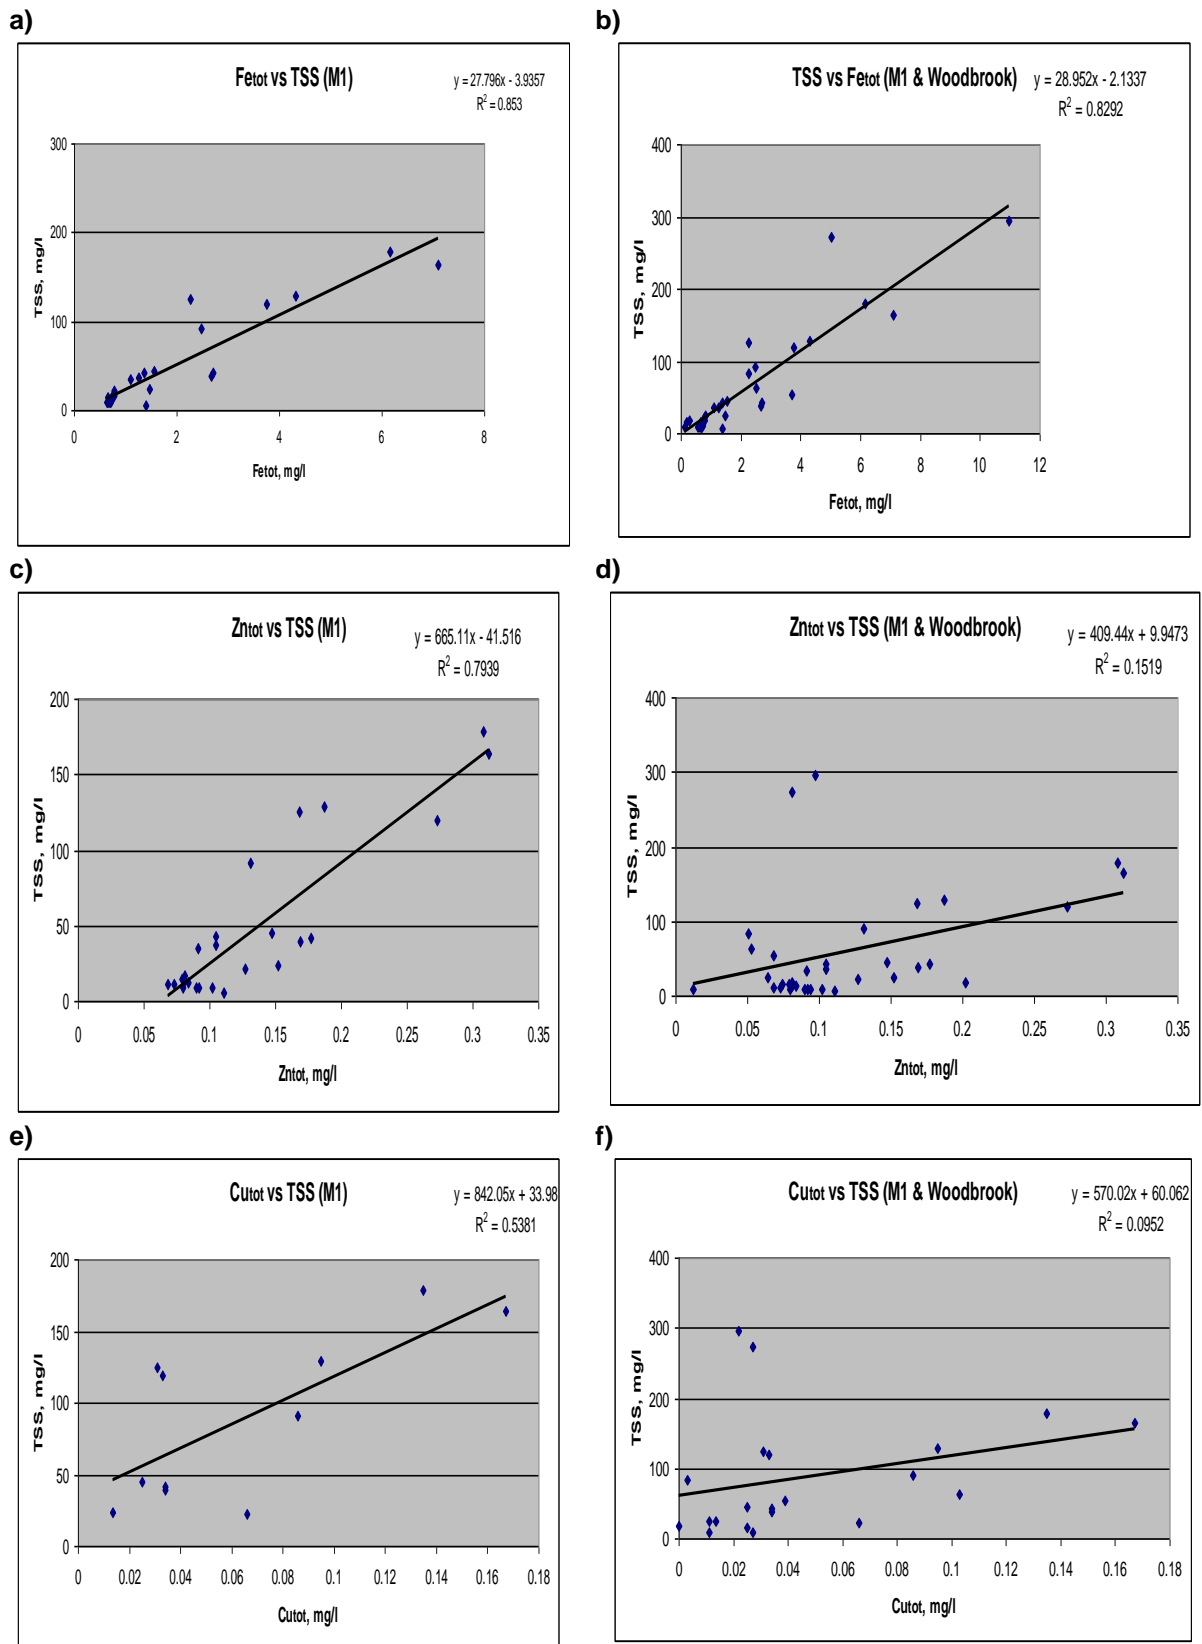 a)
Fetot vs TSS (M1)
y = 27.796x - 3.9357
R² = 0.853
300
200
100
0
TSS, mg/l
0 2 4 6 8
Fetot, mg/l
b)
TSS vs Fetot (M1 & Woodbrook)
y = 28.952x - 2.1337
R² = 0.8292
400
300
200
100
0
TSS, mg/l
0 2 4 6 8 10 12
Fetot, mg/l
c)
Zntot vs TSS (M1)
y = 665.11x - 41.516
R² = 0.7939
200
150
100
50
0
TSS, mg/l
0 0.05 0.1 0.15 0.2 0.25 0.3 0.35
Zntot, mg/l
d)
Zntot vs TSS (M1 & Woodbrook)
y = 409.44x + 9.9473
R² = 0.1519
400
300
200
100
0
TSS, mg/l
0 0.05 0.1 0.15 0.2 0.25 0.3 0.35
Zntot, mg/l
e)
Cutot vs TSS (M1)
y = 842.05x + 33.98
R² = 0.5381
200
150
100
50
0
TSS, mg/l
0 0.02 0.04 0.06 0.08 0.1 0.12 0.14 0.16 0.18
Cutot, mg/l
f)
Cutot vs TSS (M1 & Woodbrook)
y = 570.02x + 60.062
R² = 0.0952
400
300
200
100
0
TSS, mg/l
0 0.02 0.04 0.06 0.08 0.1 0.12 0.14 0.16 0.18
Cutot, mg/l